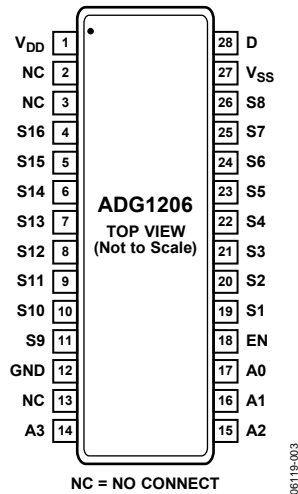 VDD 1 28 D
NC 2 27 VSS
NC 3 26 S8
S16 4 25 S7
S15 5 24 S6
S14 6 23 S5
S13 7 22 S4
S12 8 21 S3
S11 9 20 S2
S10 10 19 S1
S9 11 18 EN
GND 12 17 A0
NC 13 16 A1
A3 14 15 A2
ADG1206
TOP VIEW
(Not to Scale)
NC = NO CONNECT
06119-003